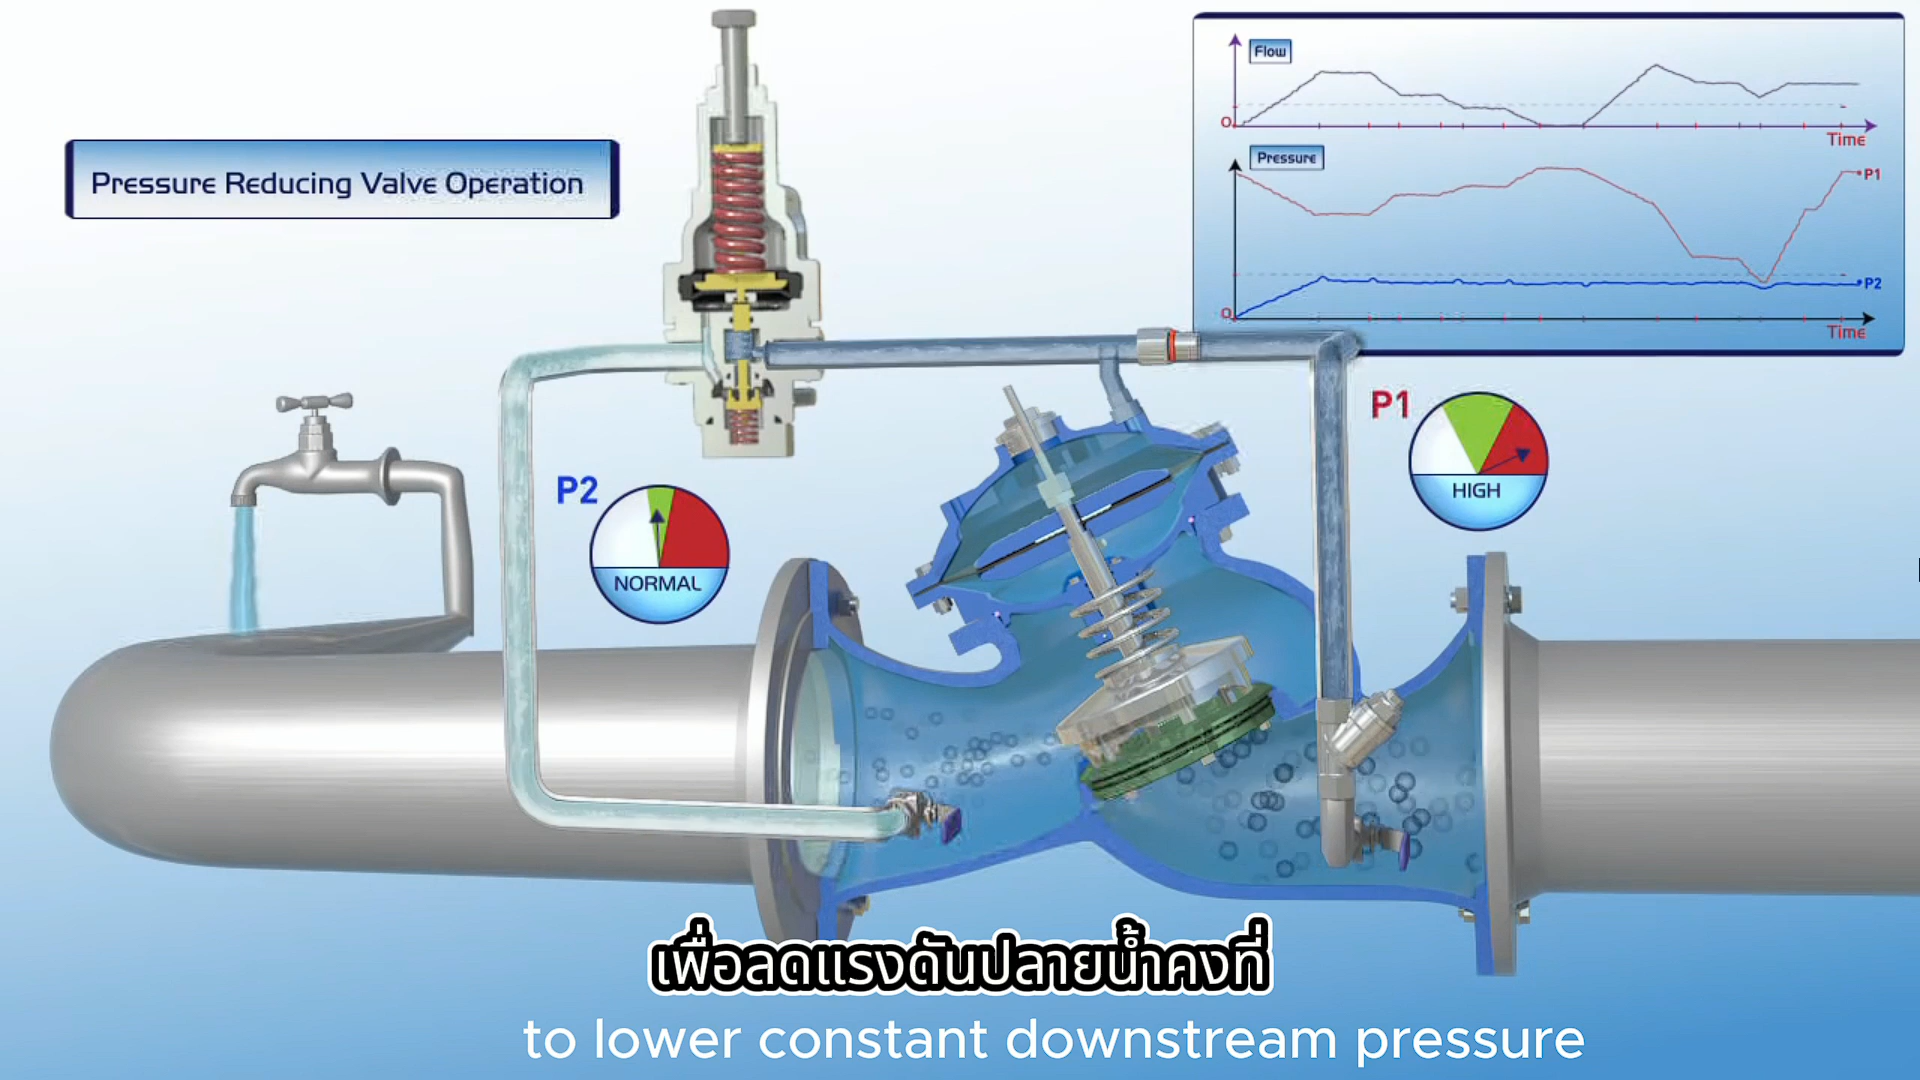 Pressure Reducing Valve Operation
Flow
O
Time
Pressure
P1
P2
O
Time
P1
HIGH
P2
NORMAL
เพื่อลดแรงดันปลายน้ำคงที่
to lower constant downstream pressure